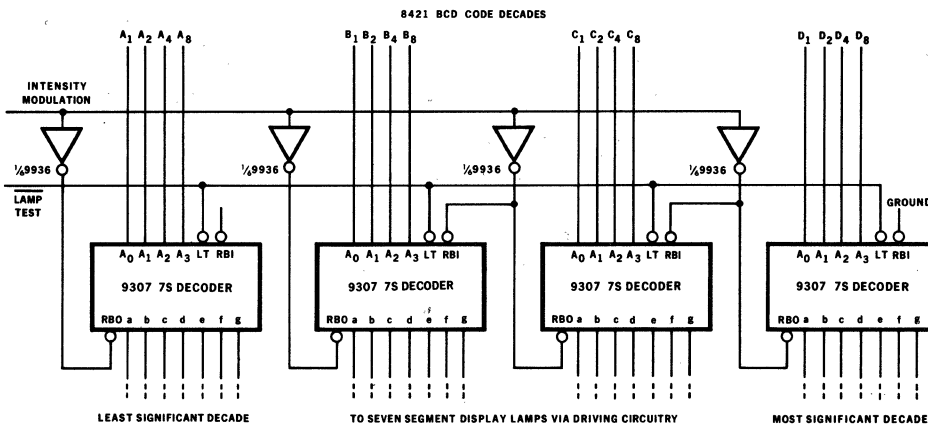 8421 BCD CODE DECADES
A1 A2 A4 A8
B1 B2 B4 B8
C1 C2 C4 C8
D1 D2 D4 D8
INTENSITY
MODULATION
⅙9936
⅙9936
⅙9936
⅙9936
LAMP
TEST
GROUND
A0 A1 A2 A3 LT RBI
A0 A1 A2 A3 LT RBI
A0 A1 A2 A3 LT RBI
A0 A1 A2 A3 LT RBI
9307 7S DECODER
9307 7S DECODER
9307 7S DECODER
9307 7S DECODER
RBO a b c d e f g
RBO a b c d e f g
RBO a b c d e f g
RBO a b c d e f g
LEAST SIGNIFICANT DECADE
TO SEVEN SEGMENT DISPLAY LAMPS VIA DRIVING CIRCUITRY
MOST SIGNIFICANT DECADE